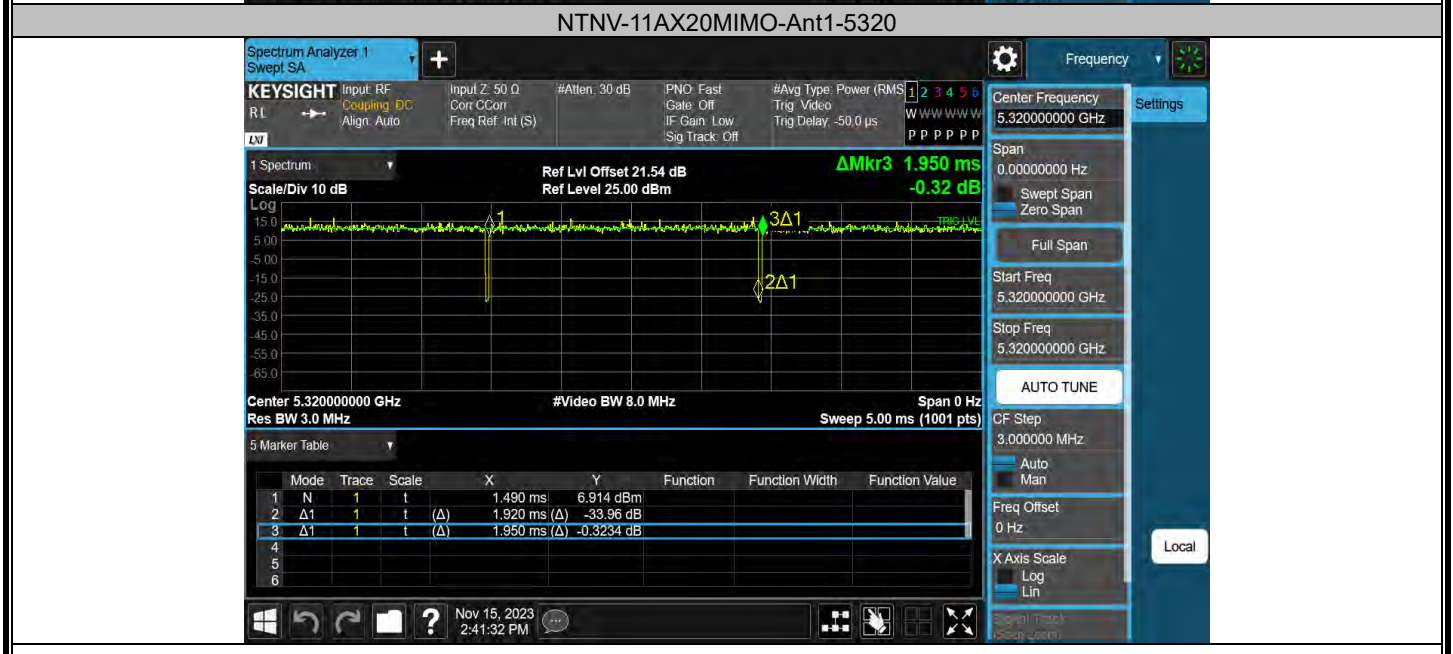 NTNV-11AX20MIMO-Ant1-5320
Spectrum Analyzer 1
Swept SA
+
Frequency
KEYSIGHT
RL
LXI
Input: RF
Coupling: DC
Align: Auto
Input Z: 50 Ω
Corr CCorr
Freq Ref: Int (S)
#Atten: 30 dB
PNO: Fast
Gate: Off
IF Gain: Low
Sig Track: Off
#Avg Type: Power (RMS
Trig: Video
Trig Delay: -50.0 µs
1 2 3 4 5 6
W W W W W W
P P P P P P
Center Frequency
5.320000000 GHz
Settings
Span
0.00000000 Hz
Swept Span
Zero Span
Full Span
Start Freq
5.320000000 GHz
Stop Freq
5.320000000 GHz
AUTO TUNE
CF Step
3.000000 MHz
Auto
Man
Freq Offset
0 Hz
X Axis Scale
Log
Lin
Local
1 Spectrum
Scale/Div 10 dB
Ref Lvl Offset 21.54 dB
Ref Level 25.00 dBm
ΔMkr3 1.950 ms
-0.32 dB
Log
15.0
5.00
-5.00
-15.0
-25.0
-35.0
-45.0
-55.0
-65.0
1
3Δ1
2Δ1
TRIG LVL
Center 5.320000000 GHz
#Video BW 8.0 MHz
Span 0 Hz
Res BW 3.0 MHz
Sweep 5.00 ms (1001 pts)
5 Marker Table
Mode Trace Scale X Y Function Function Width Function Value
1 N 1 t 1.490 ms 6.914 dBm
2 Δ1 1 t (Δ) 1.920 ms (Δ) -33.96 dB
3 Δ1 1 t (Δ) 1.950 ms (Δ) -0.3234 dB
4
5
6
?
Nov 15, 2023
2:41:32 PM